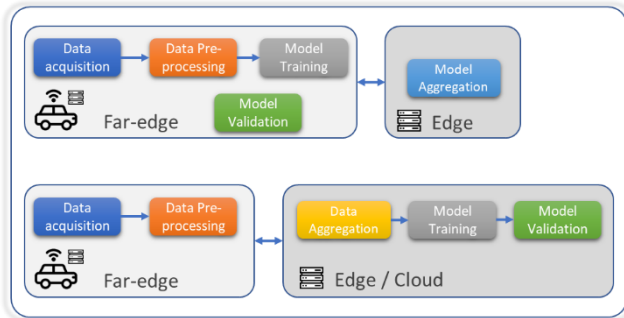 Data
acquisition
Data Pre-
processing
Model
Training
Model
Validation
Far-edge
Model
Aggregation
Edge
Data
acquisition
Data Pre-
processing
Far-edge
Data
Aggregation
Model
Training
Model
Validation
Edge / Cloud